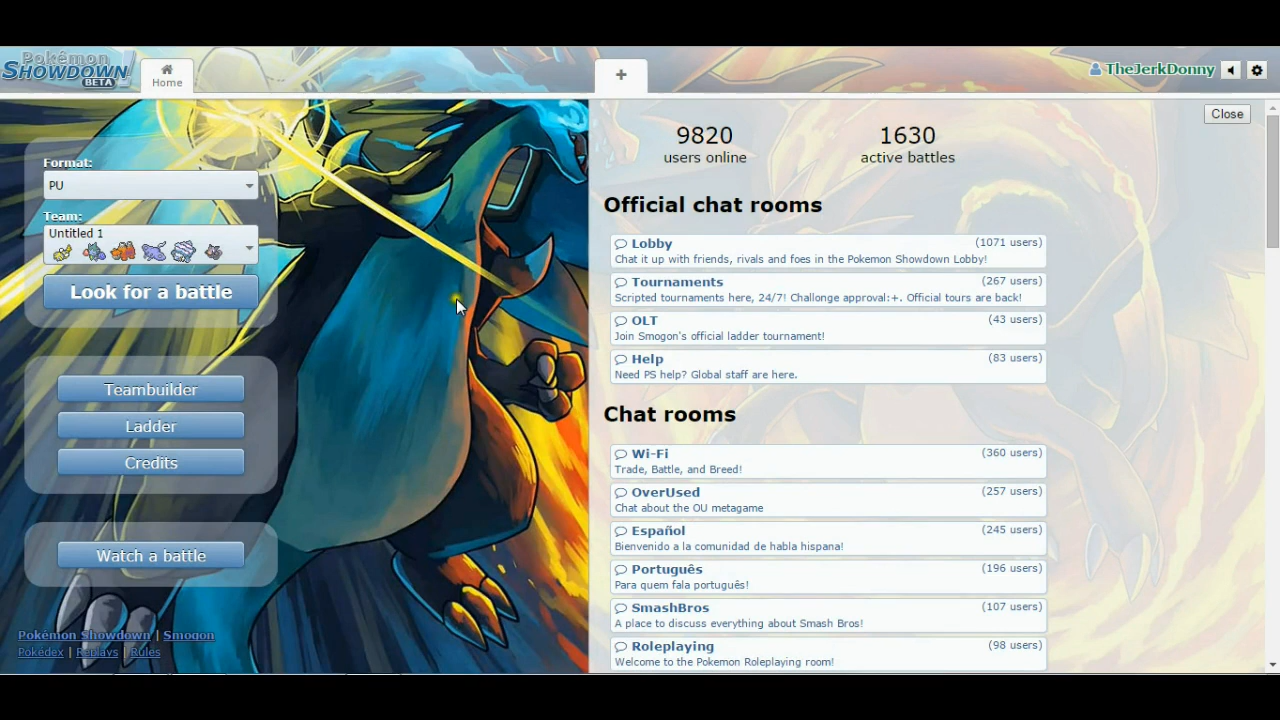 Pokémon
SHOWDOWN!
BETA
Home
+
TheJerkDonny
Close
Format:
PU
Team:
Untitled 1
Look for a battle
Teambuilder
Ladder
Credits
Watch a battle
Pokémon Showdown | Smogon
Pokédex | Replays | Rules
9820
users online
1630
active battles
Official chat rooms
Lobby (1071 users)
Chat it up with friends, rivals and foes in the Pokemon Showdown Lobby!
Tournaments (267 users)
Scripted tournaments here, 24/7! Challonge approval:+. Official tours are back!
OLT (43 users)
Join Smogon's official ladder tournament!
Help (83 users)
Need PS help? Global staff are here.
Chat rooms
Wi-Fi (360 users)
Trade, Battle, and Breed!
OverUsed (257 users)
Chat about the OU metagame
Español (245 users)
Bienvenido a la comunidad de habla hispana!
Português (196 users)
Para quem fala português!
SmashBros (107 users)
A place to discuss everything about Smash Bros!
Roleplaying (98 users)
Welcome to the Pokemon Roleplaying room!